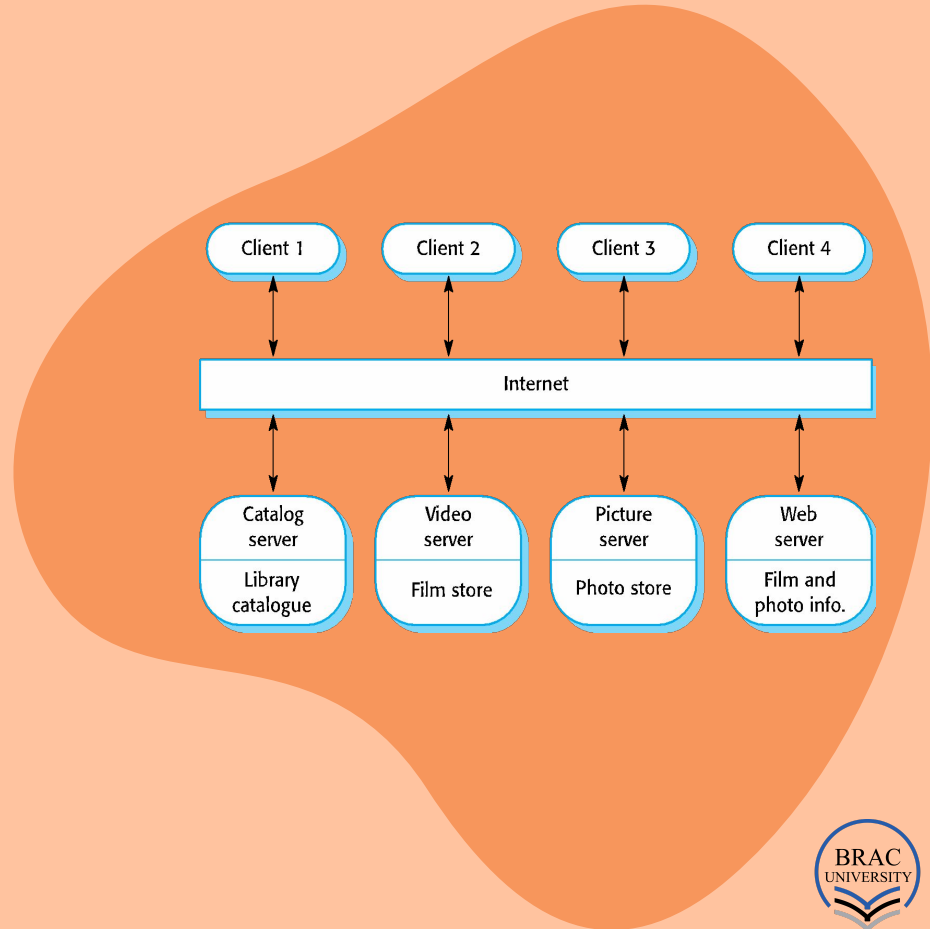 Client 1
Client 2
Client 3
Client 4
Internet
Catalog
server
Library
catalogue
Video
server
Film store
Picture
server
Photo store
Web
server
Film and
photo info.
BRAC
UNIVERSITY